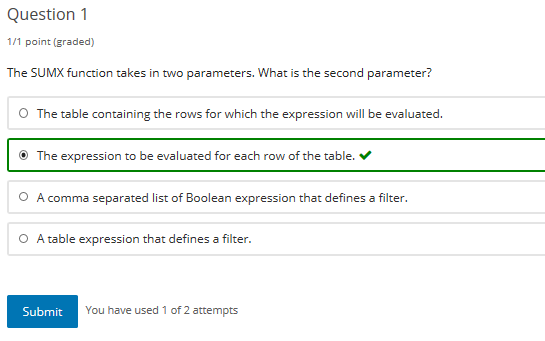 Question 1
1/1 point (graded)
The SUMX function takes in two parameters. What is the second parameter?
The table containing the rows for which the expression will be evaluated.
The expression to be evaluated for each row of the table.
A comma separated list of Boolean expression that defines a filter.
A table expression that defines a filter.
Submit You have used 1 of 2 attempts